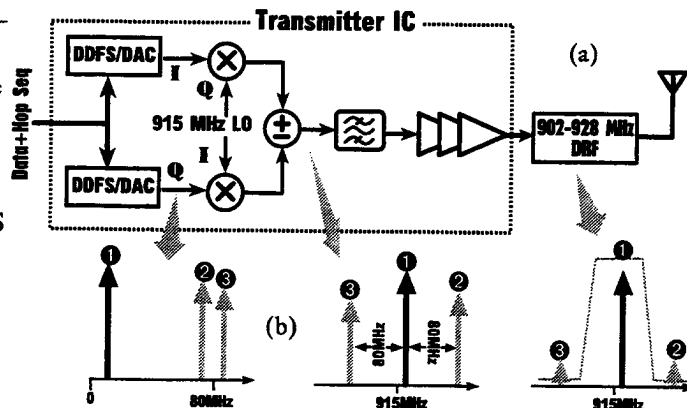 Transmitter IC
(a)
DDFS/DAC
I
Q
915 MHz LO
±
Data+Hop Seq
I
DDFS/DAC
Q
902-928 MHz
DRF
S
(b)
1
2
3
0
80MHz
3
1
2
80MHz
80MHz
915MHz
1
3
2
915MHz